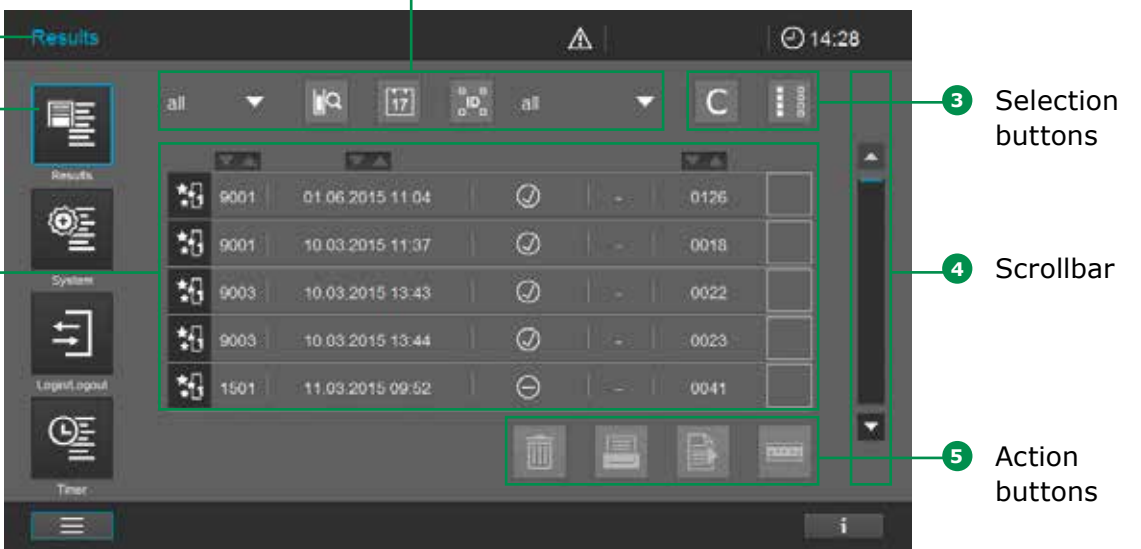 Results
14:28
all
17
ID
all
C
3 Selection
buttons
Results
9001 01.06.2015 11:04 - 0126
9001 10.03.2015 11:37 - 0018
System
9003 10.03.2015 13:43 - 0022
4 Scrollbar
9003 10.03.2015 13:44 - 0023
Login/Logout
1501 11.03.2015 09:52 - 0041
5 Action
buttons
Timer
i